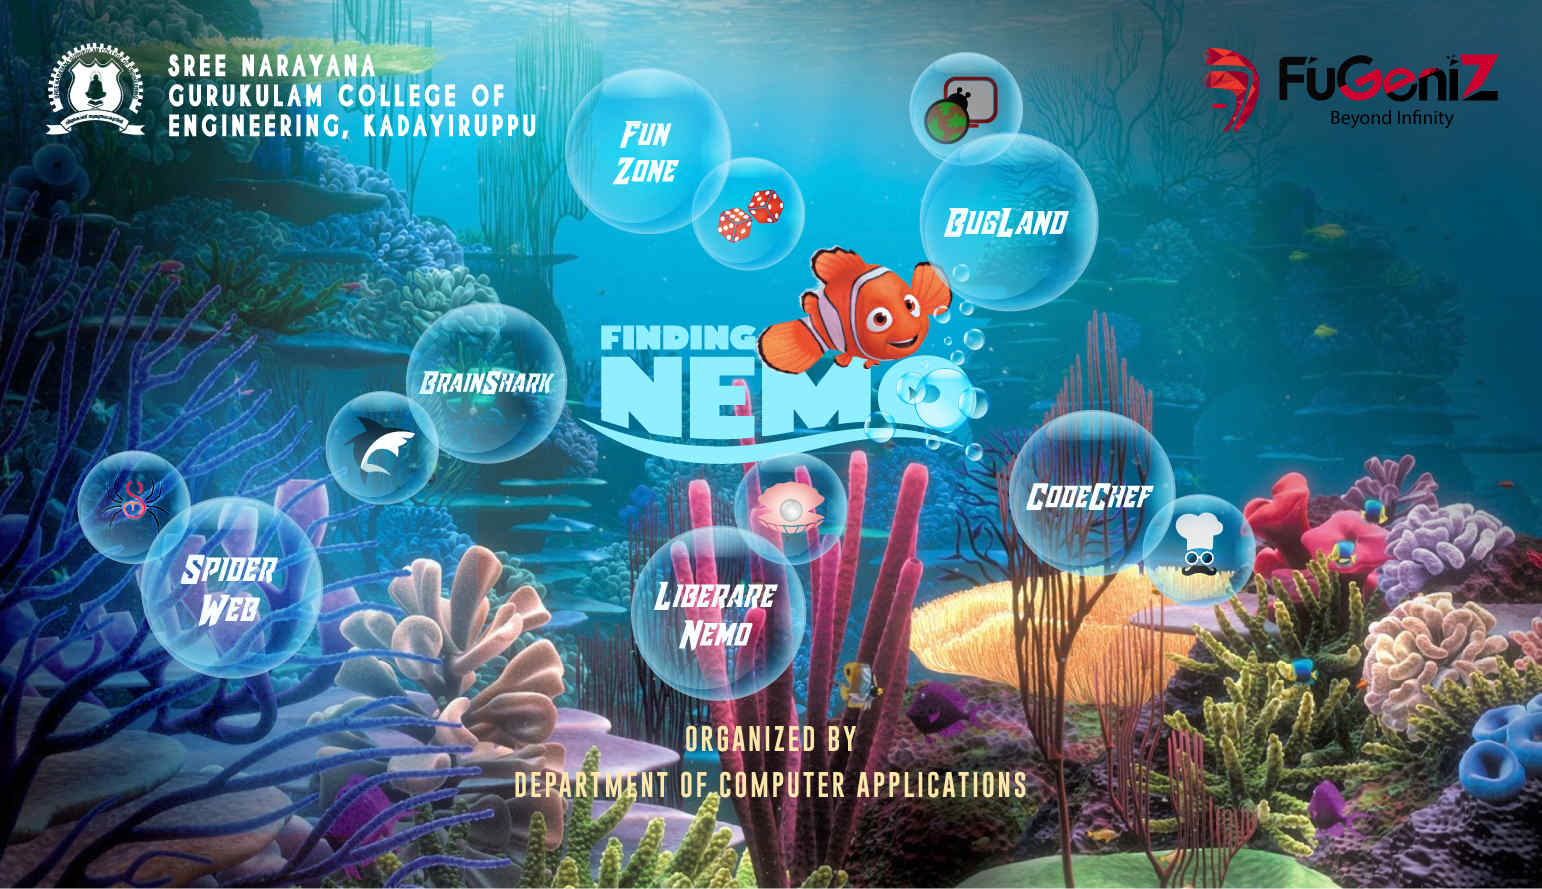 SREE NARAYANA
GURUKULAM COLLEGE OF
ENGINEERING, KADAYIRUPPU
FuGeniZ
Beyond Infinity
FUN
ZONE
BUGLAND
FINDING
NEMO
BRAINSHARK
CODECHEF
SPIDER
WEB
LIBERARE
NEMO
ORGANIZED BY
DEPARTMENT OF COMPUTER APPLICATIONS